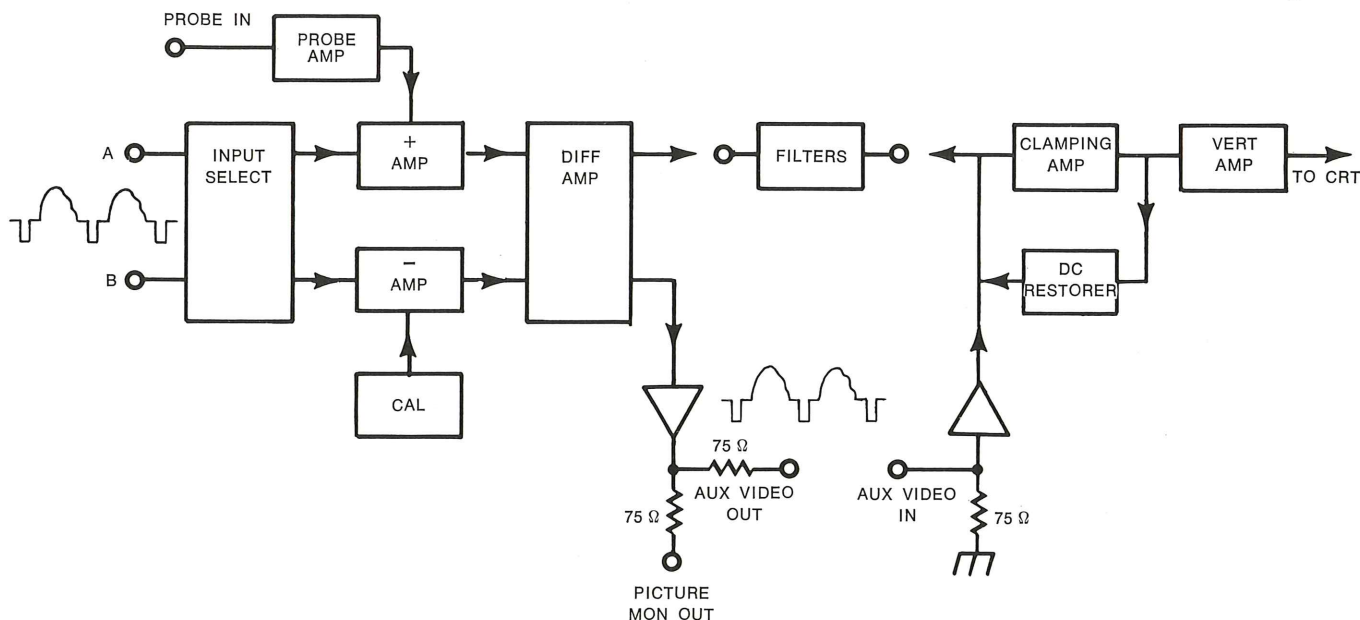 PROBE IN
PROBE
AMP
A
INPUT
SELECT
+
AMP
DIFF
AMP
FILTERS
CLAMPING
AMP
VERT
AMP
TO CRT
B
−
AMP
DC
RESTORER
CAL
75 Ω
AUX VIDEO
OUT
75 Ω
PICTURE
MON OUT
AUX VIDEO
IN
75 Ω